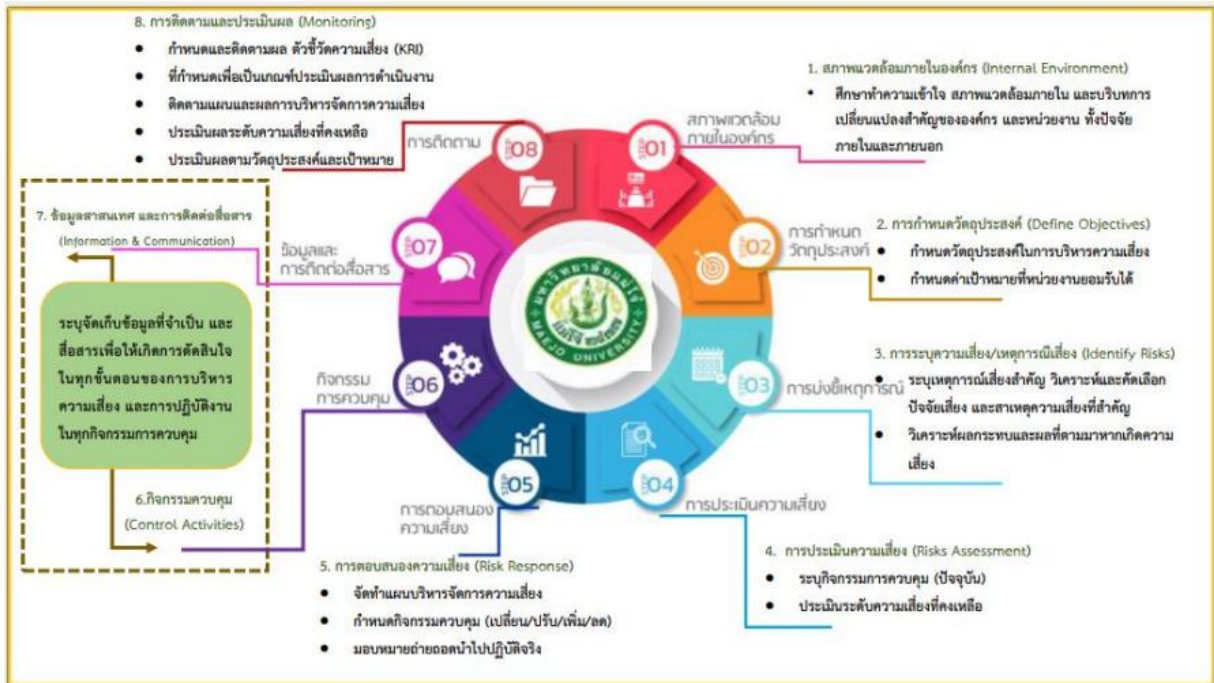 8. การติดตามและประเมินผล (Monitoring)
● กำหนดและติดตามผล ตัวชี้วัดความเสี่ยง (KRI)
● ที่กำหนดเพื่อเป็นเกณฑ์ประเมินผลการดำเนินงาน
● ติดตามแผนและผลการบริหารจัดการความเสี่ยง
● ประเมินผลระดับความเสี่ยงที่คงเหลือ
● ประเมินผลตามวัตถุประสงค์และเป้าหมาย
การติดตาม
STEP 08
1. สภาพแวดล้อมภายในองค์กร (Internal Environment)
• ศึกษาทำความเข้าใจ สภาพแวดล้อมภายใน และบริบทการ
เปลี่ยนแปลงสำคัญขององค์กร และหน่วยงาน ทั้งปัจจัย
ภายในและภายนอก
สภาพแวดล้อม
ภายในองค์กร
STEP 01
2. การกำหนดวัตถุประสงค์ (Define Objectives)
● กำหนดวัตถุประสงค์ในการบริหารความเสี่ยง
● กำหนดค่าเป้าหมายที่หน่วยงานยอมรับได้
การกำหนด
วัตถุประสงค์
STEP 02
3. การระบุความเสี่ยง/เหตุการณ์เสี่ยง (Identify Risks)
● ระบุเหตุการณ์เสี่ยงสำคัญ วิเคราะห์และคัดเลือก
ปัจจัยเสี่ยง และสาเหตุความเสี่ยงที่สำคัญ
● วิเคราะห์ผลกระทบและผลที่ตามมาหากเกิดความ
เสี่ยง
การบ่งชี้เหตุการณ์
STEP 03
4. การประเมินความเสี่ยง (Risks Assessment)
● ระบุกิจกรรมการควบคุม (ปัจจุบัน)
● ประเมินระดับความเสี่ยงที่คงเหลือ
การประเมินความเสี่ยง
STEP 04
5. การตอบสนองความเสี่ยง (Risk Response)
● จัดทำแผนบริหารจัดการความเสี่ยง
● กำหนดกิจกรรมควบคุม (เปลี่ยน/ปรับ/เพิ่ม/ลด)
● มอบหมายถ่ายถอดนำไปปฏิบัติจริง
การตอบสนอง
ความเสี่ยง
STEP 05
6.กิจกรรมควบคุม
(Control Activities)
กิจกรรม
การควบคุม
STEP 06
7. ข้อมูลสาสนเทศ และการติดต่อสื่อสาร
(Information & Communication)
ข้อมูลและ
การติดต่อสื่อสาร
STEP 07
ระบุจัดเก็บข้อมูลที่จำเป็น และ
สื่อสารเพื่อให้เกิดการตัดสินใจ
ในทุกขั้นตอนของการบริหาร
ความเสี่ยง และการปฏิบัติงาน
ในทุกกิจกรรมการควบคุม
มหาวิทยาลัยแม่โจ้
MAEJO UNIVERSITY